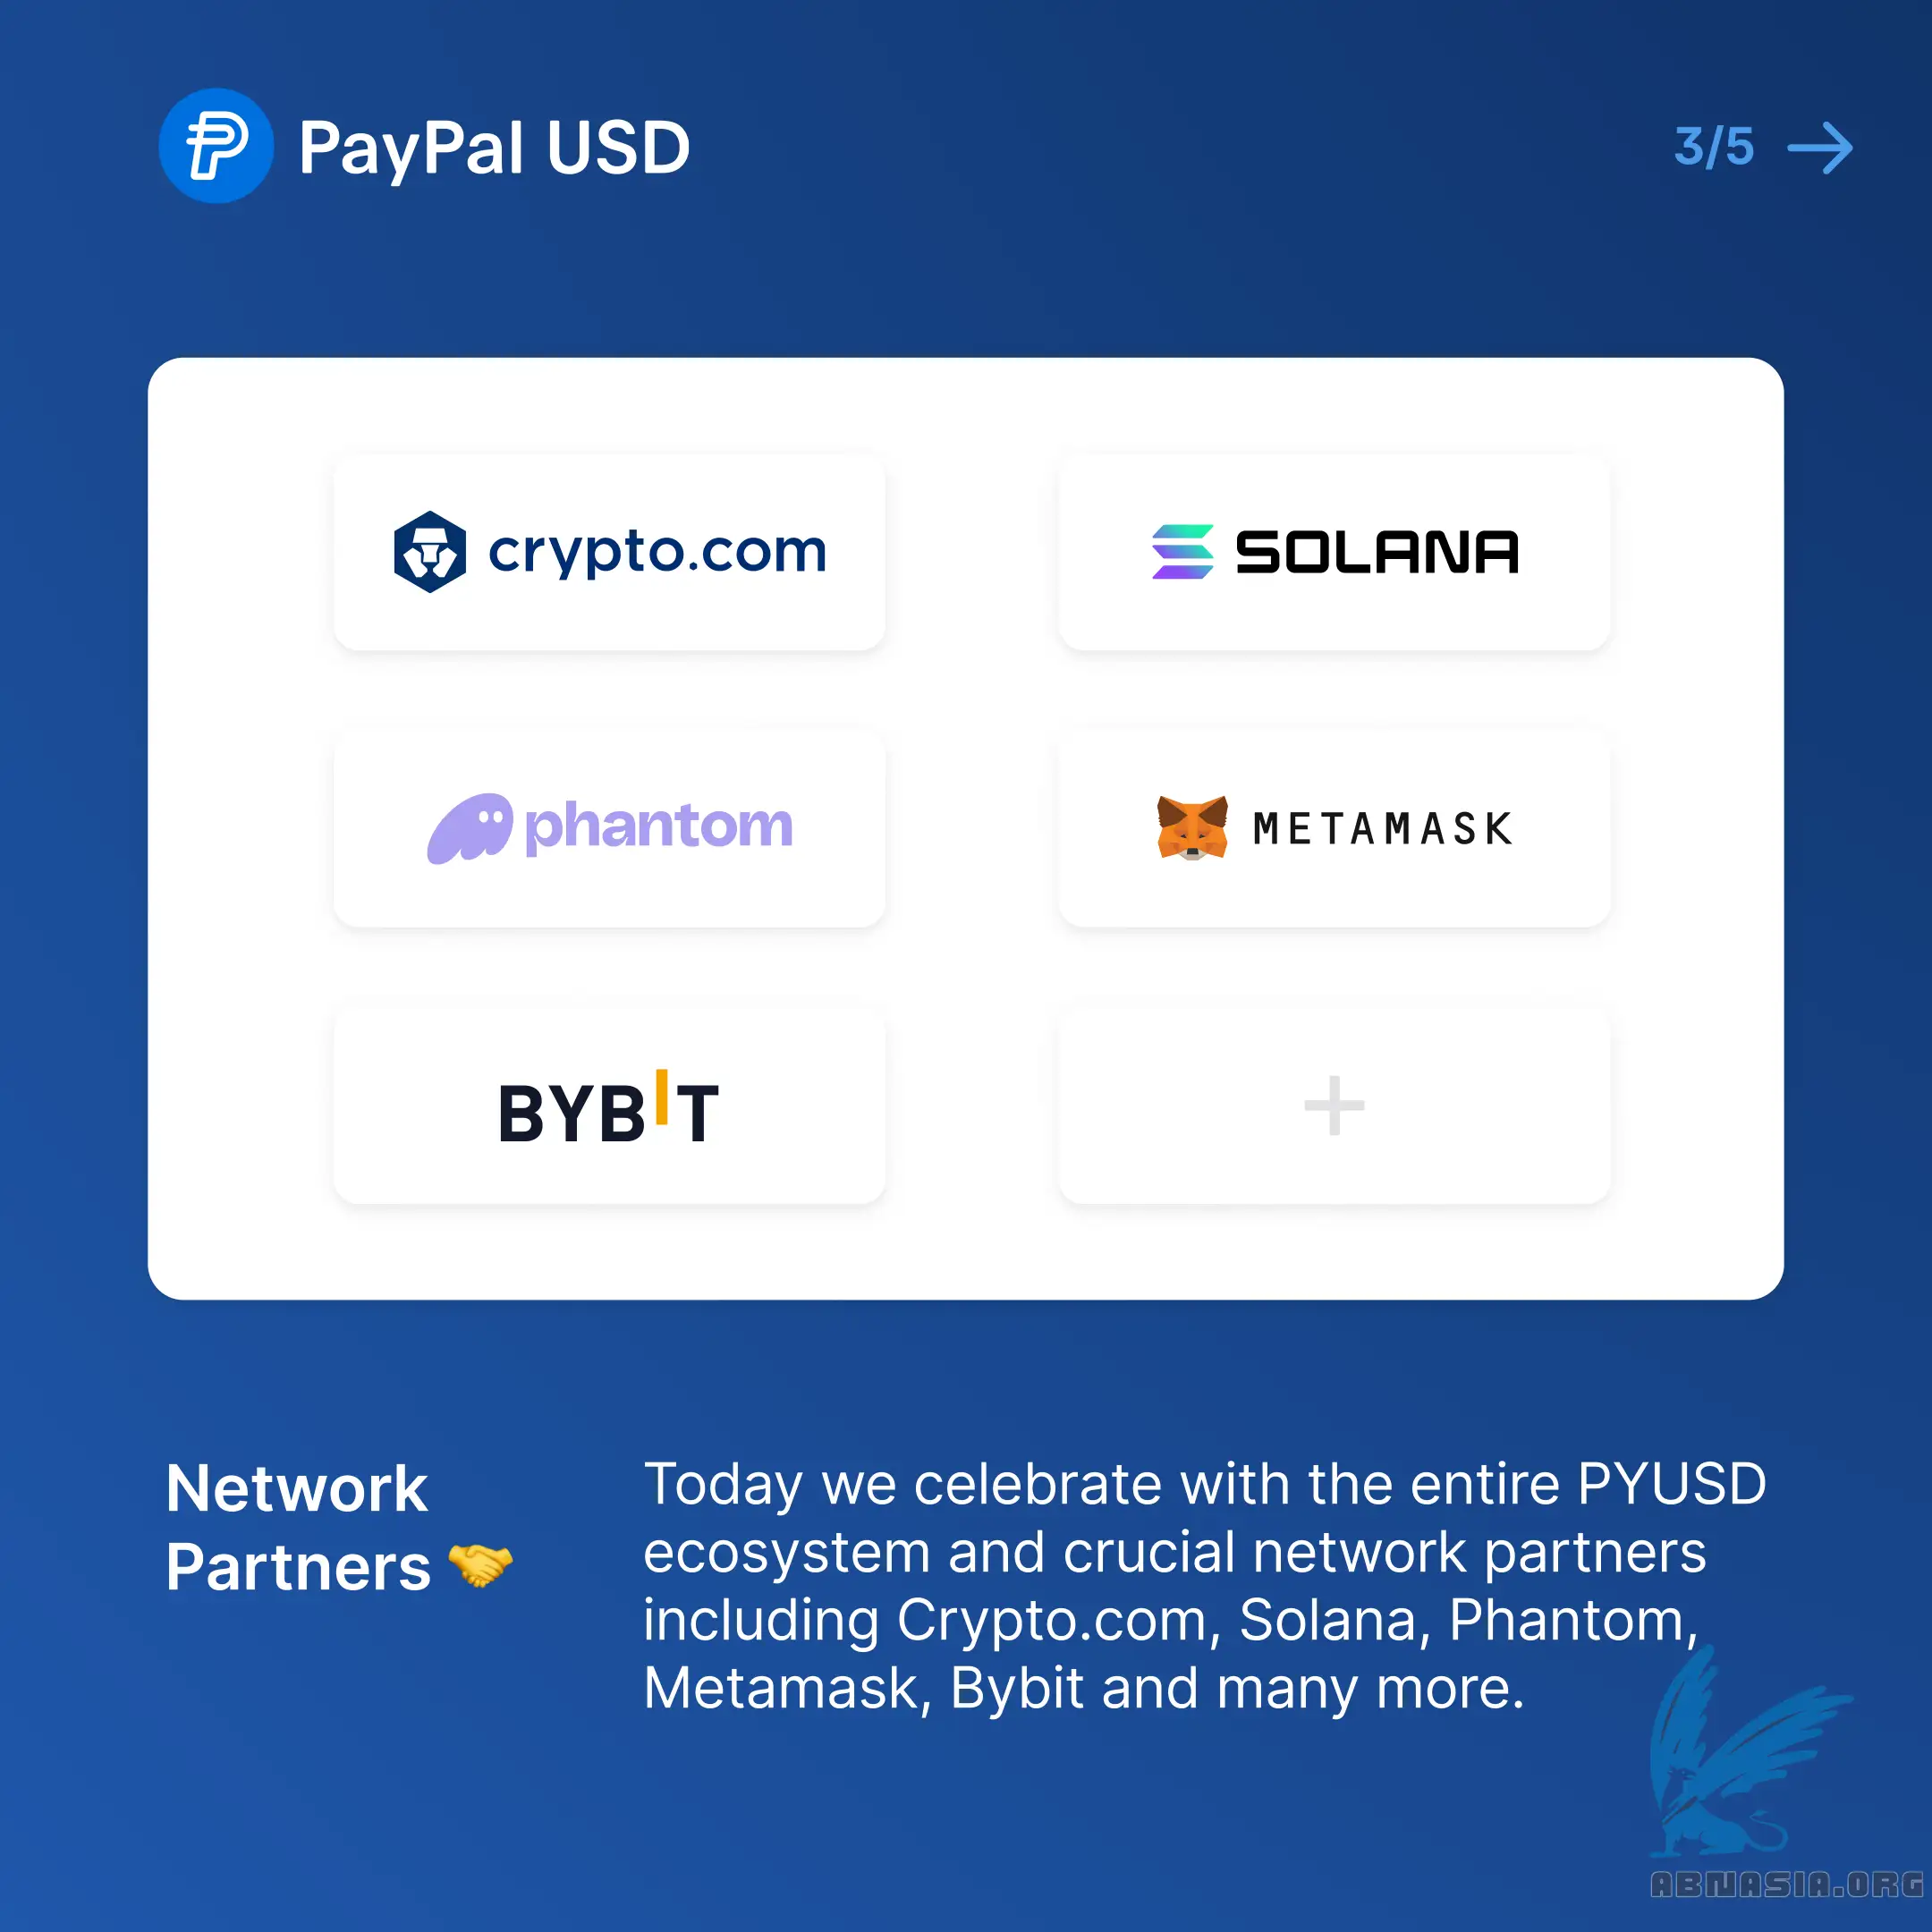 PayPal USD
3/5
crypto.com
SOLANA
phantom
METAMASK
BYBIT
Network
Partners
Today we celebrate with the entire PYUSD
ecosystem and crucial network partners
including Crypto.com, Solana, Phantom,
Metamask, Bybit and many more.
ABNASIA.ORG